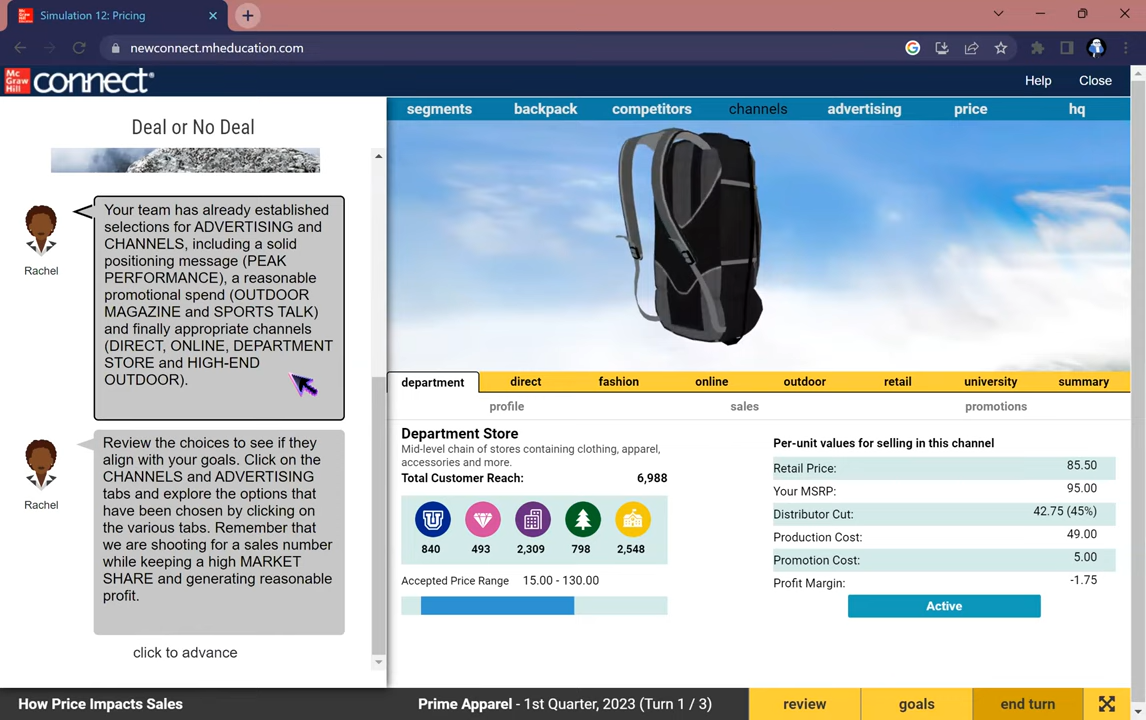 Simulation 12: Pricing
newconnect.mheducation.com
Mc
Graw
Hill
connect®
Help
Close
Deal or No Deal
Rachel
Your team has already established
selections for ADVERTISING and
CHANNELS, including a solid
positioning message (PEAK
PERFORMANCE), a reasonable
promotional spend (OUTDOOR
MAGAZINE and SPORTS TALK)
and finally appropriate channels
(DIRECT, ONLINE, DEPARTMENT
STORE and HIGH-END
OUTDOOR).
Rachel
Review the choices to see if they
align with your goals. Click on the
CHANNELS and ADVERTISING
tabs and explore the options that
have been chosen by clicking on
the various tabs. Remember that
we are shooting for a sales number
while keeping a high MARKET
SHARE and generating reasonable
profit.
click to advance
segments backpack competitors channels advertising price hq
department direct fashion online outdoor retail university summary
profile sales promotions
Department Store
Mid-level chain of stores containing clothing, apparel,
accessories and more.
Total Customer Reach: 6,988
840 493 2,309 798 2,548
Accepted Price Range 15.00 - 130.00
Per-unit values for selling in this channel
Retail Price: 85.50
Your MSRP: 95.00
Distributor Cut: 42.75 (45%)
Production Cost: 49.00
Promotion Cost: 5.00
Profit Margin: -1.75
Active
How Price Impacts Sales
Prime Apparel - 1st Quarter, 2023 (Turn 1 / 3)
review goals end turn